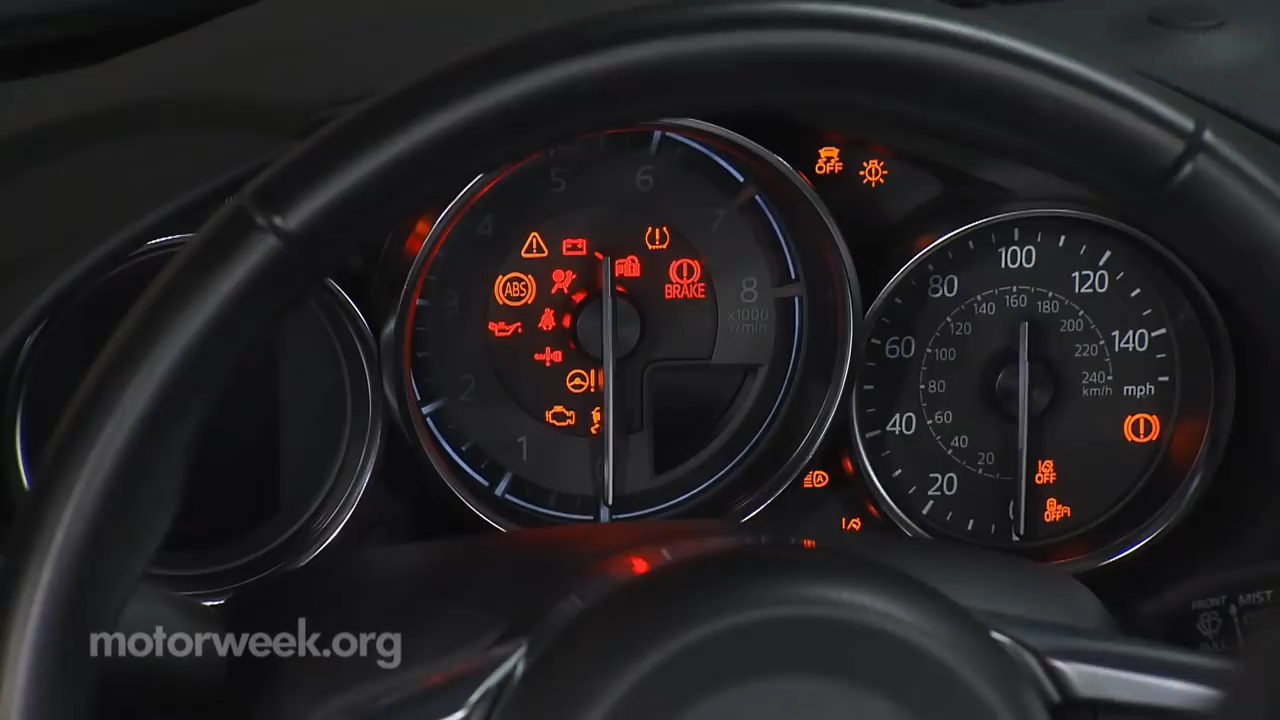 OFF
5 6
4 7
3 8
2 1
x1000
r/min
ABS
BRAKE
A
100
80 120
60 140
40 mph
20
140 160 180
120 200
100 220
80 240
km/h
60
40
20
OFF
OFF
FRONT MIST
motorweek.org